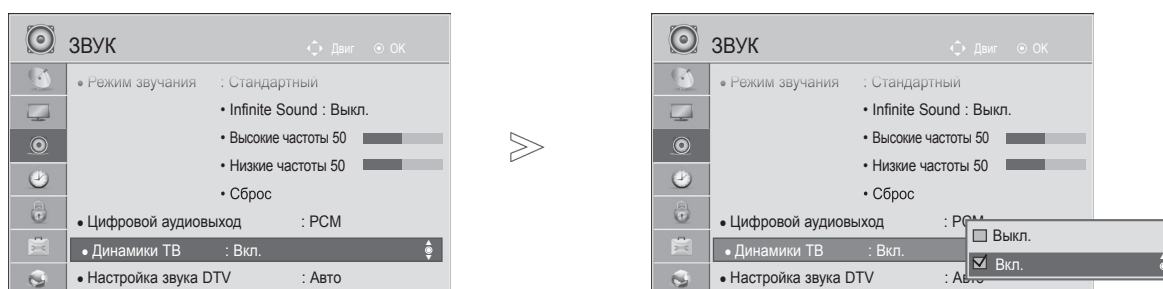 ЗВУК Двиг OK
• Режим звучания : Стандартный
• Infinite Sound : Выкл.
• Высокие частоты 50
• Низкие частоты 50
• Сброс
• Цифровой аудиовыход : PCM
• Динамики ТВ : Вкл.
• Настройка звука DTV : Авто
ЗВУК Двиг OK
• Режим звучания : Стандартный
• Infinite Sound : Выкл.
• Высокие частоты 50
• Низкие частоты 50
• Сброс
• Цифровой аудиовыход : PCM
Выкл.
• Динамики ТВ : Вкл.
Вкл.
• Настройка звука DTV : Авто